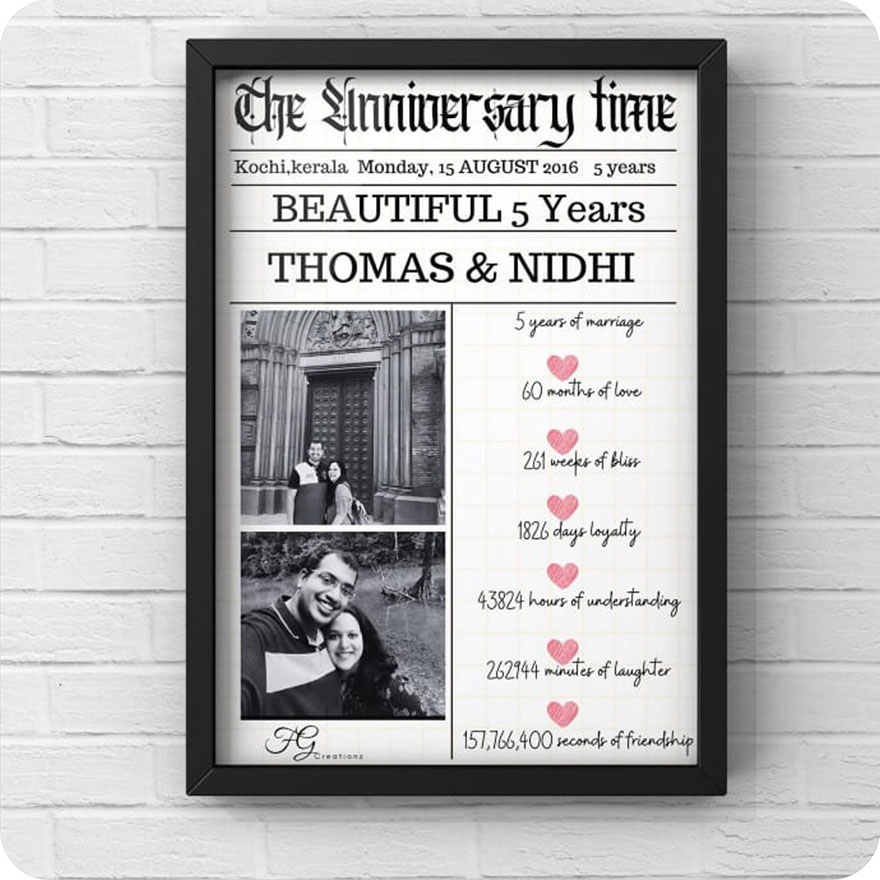 The Anniversary time
Kochi,kerala Monday, 15 AUGUST 2016 5 years
BEAUTIFUL 5 Years
THOMAS & NIDHI
5 years of marriage
60 months of love
261 weeks of bliss
1826 days loyalty
43824 hours of understanding
262944 minutes of laughter
157,766,400 seconds of friendship
FG
Creationz